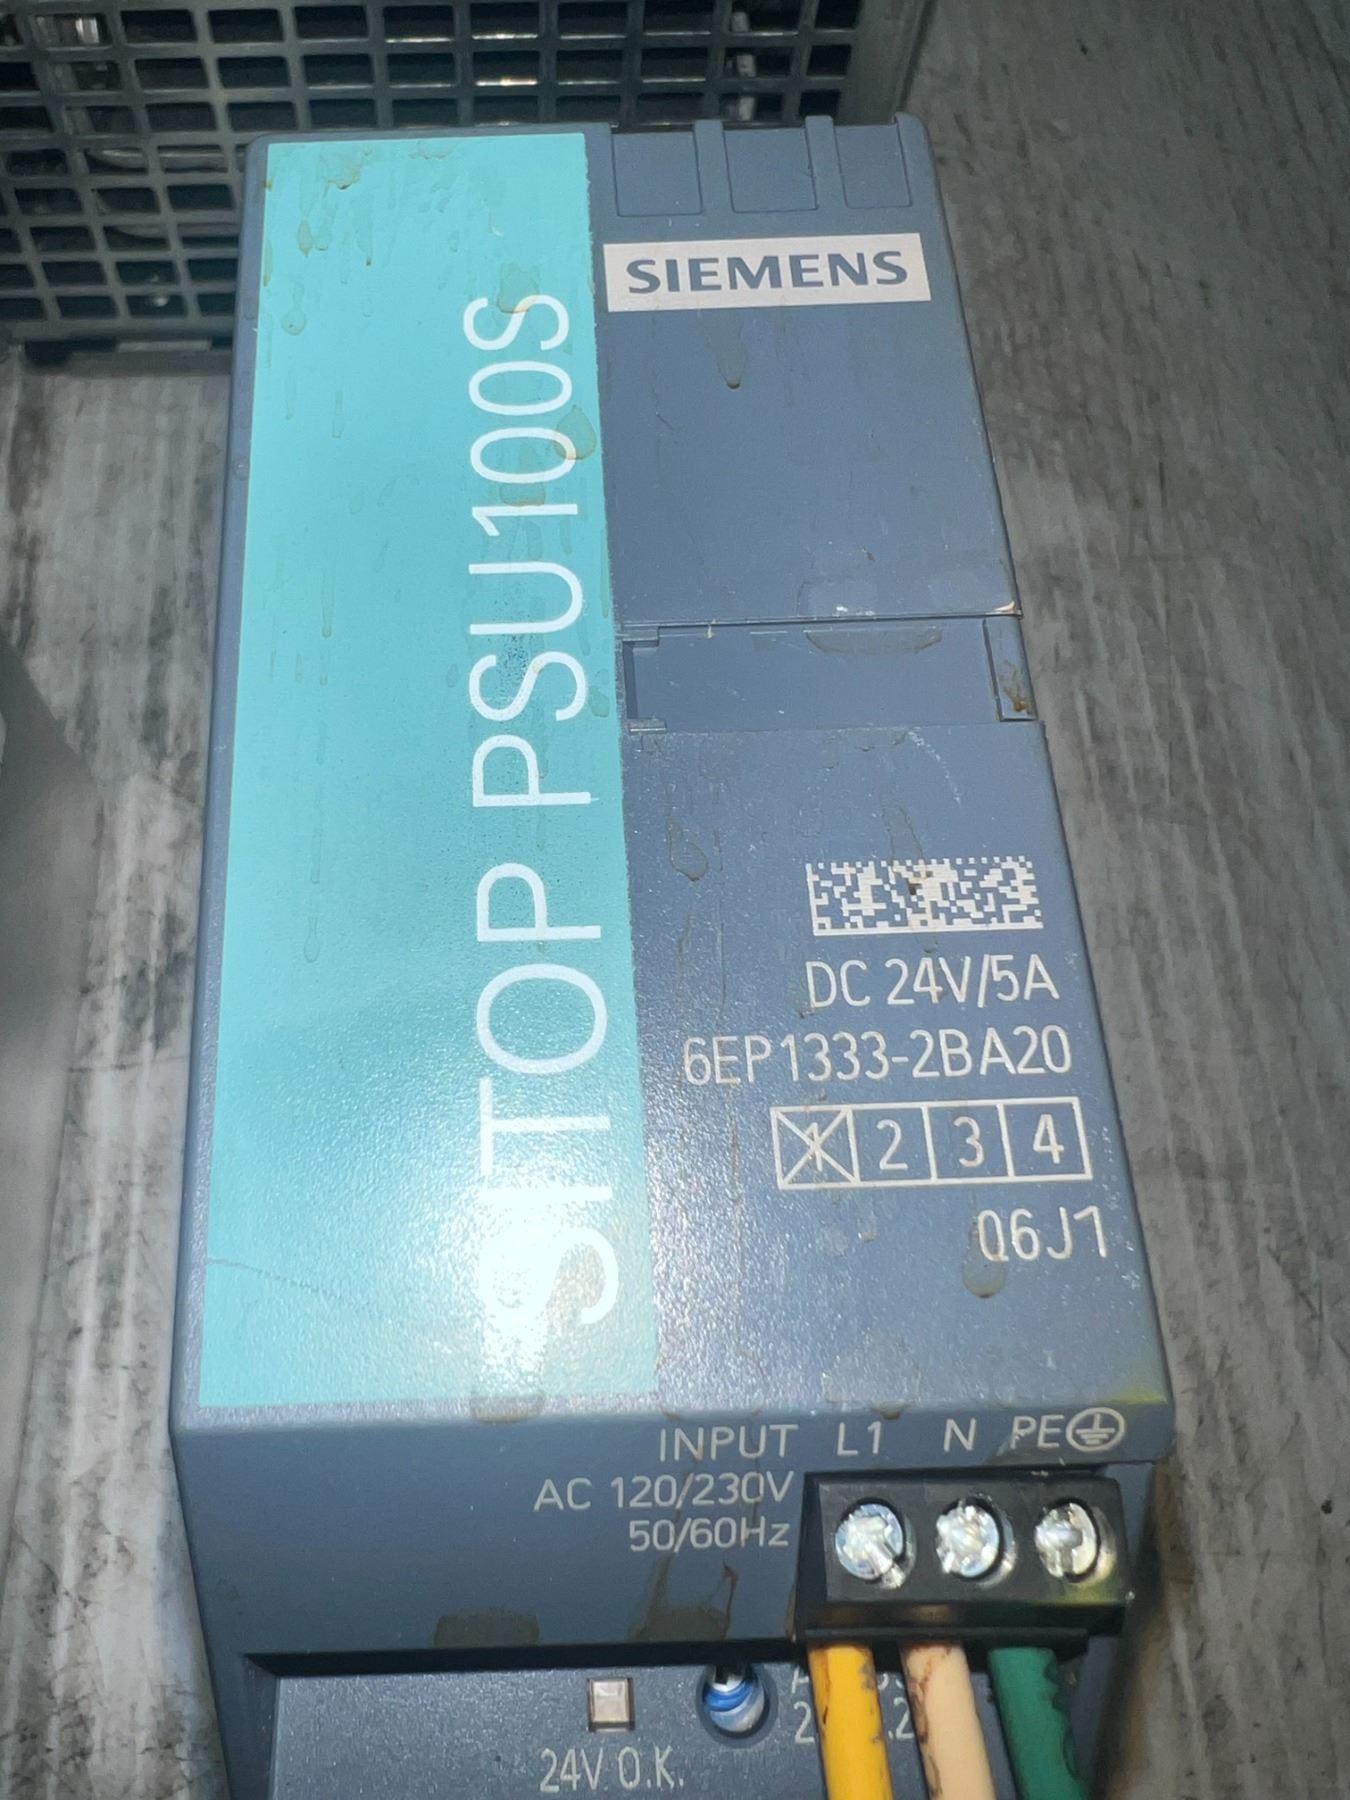 SIEMENS
SITOP PSU100S
DC 24V/5A
6EP1333-2BA20
1 2 3 4
Q6J1
INPUT L1 N PE
AC 120/230V
50/60Hz
24V O.K.